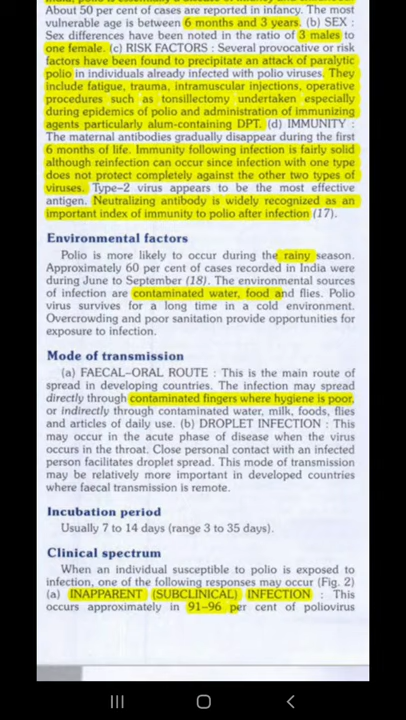 India, polio is essentially a disease of infancy and childhood.
About 50 per cent of cases are reported in infancy. The most
vulnerable age is between 6 months and 3 years. (b) SEX :
Sex differences have been noted in the ratio of 3 males to
one female. (c) RISK FACTORS : Several provocative or risk
factors have been found to precipitate an attack of paralytic
polio in individuals already infected with polio viruses. They
include fatigue, trauma, intramuscular injections, operative
procedures such as tonsillectomy undertaken especially
during epidemics of polio and administration of immunizing
agents particularly alum-containing DPT. (d) IMMUNITY :
The maternal antibodies gradually disappear during the first
6 months of life. Immunity following infection is fairly solid
although reinfection can occur since infection with one type
does not protect completely against the other two types of
viruses. Type-2 virus appears to be the most effective
antigen. Neutralizing antibody is widely recognized as an
important index of immunity to polio after infection (17).
Environmental factors
Polio is more likely to occur during the rainy season.
Approximately 60 per cent of cases recorded in India were
during June to September (18). The environmental sources
of infection are contaminated water, food and flies. Polio
virus survives for a long time in a cold environment.
Overcrowding and poor sanitation provide opportunities for
exposure to infection.
Mode of transmission
(a) FAECAL-ORAL ROUTE : This is the main route of
spread in developing countries. The infection may spread
directly through contaminated fingers where hygiene is poor,
or indirectly through contaminated water, milk, foods, flies
and articles of daily use. (b) DROPLET INFECTION : This
may occur in the acute phase of disease when the virus
occurs in the throat. Close personal contact with an infected
person facilitates droplet spread. This mode of transmission
may be relatively more important in developed countries
where faecal transmission is remote.
Incubation period
Usually 7 to 14 days (range 3 to 35 days).
Clinical spectrum
When an individual susceptible to polio is exposed to
infection, one of the following responses may occur (Fig. 2)
(a) INAPPARENT (SUBCLINICAL) INFECTION : This
occurs approximately in 91–96 per cent of poliovirus